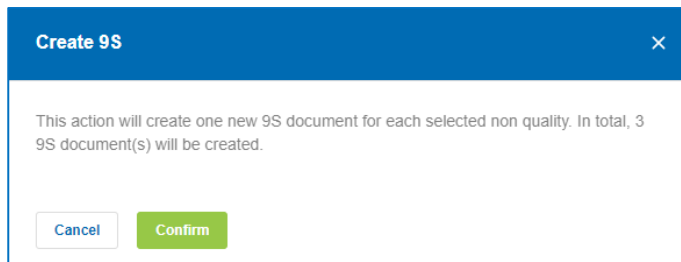 Create 9S
×
This action will create one new 9S document for each selected non quality. In total, 3
9S document(s) will be created.
Cancel Confirm